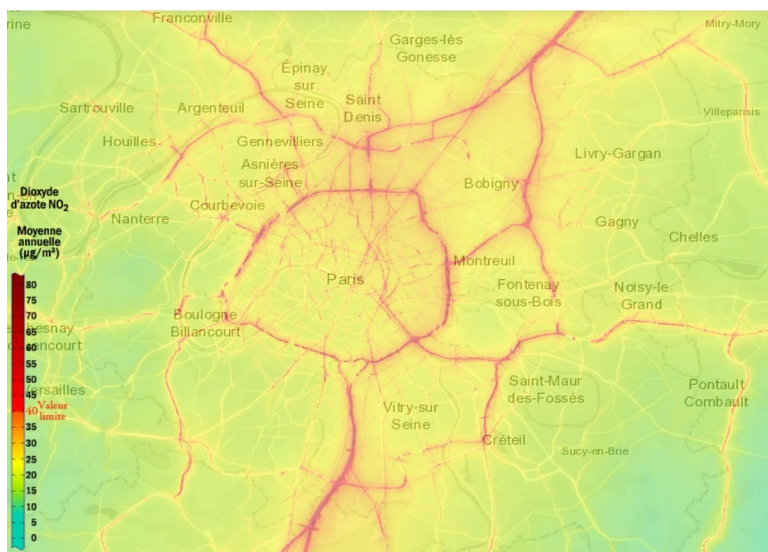 Franconville
Mitry-Mory
Garges-lès
Gonesse
Épinay
sur
Seine
Saint
Denis
Sartrouville
Argenteuil
Villeparisis
Houilles
Gennevilliers
Livry-Gargan
Asnières
sur-Seine
Bobigny
Dioxyde
d'azote NO₂
Courbevoie
Nanterre
Gagny
Chelles
Moyenne
annuelle
(µg/m³)
Montreuil
Paris
Fontenay
sous-Bois
Noisy-le
Grand
Boulogne
Billancourt
80
75
70
65
60
55
50
45
40 Valeur
limite
35
30
25
20
15
10
5
0
Saint-Maur
des-Fossés
Pontault
Combault
Vitry-sur
Seine
Créteil
Sucy-en-Brie